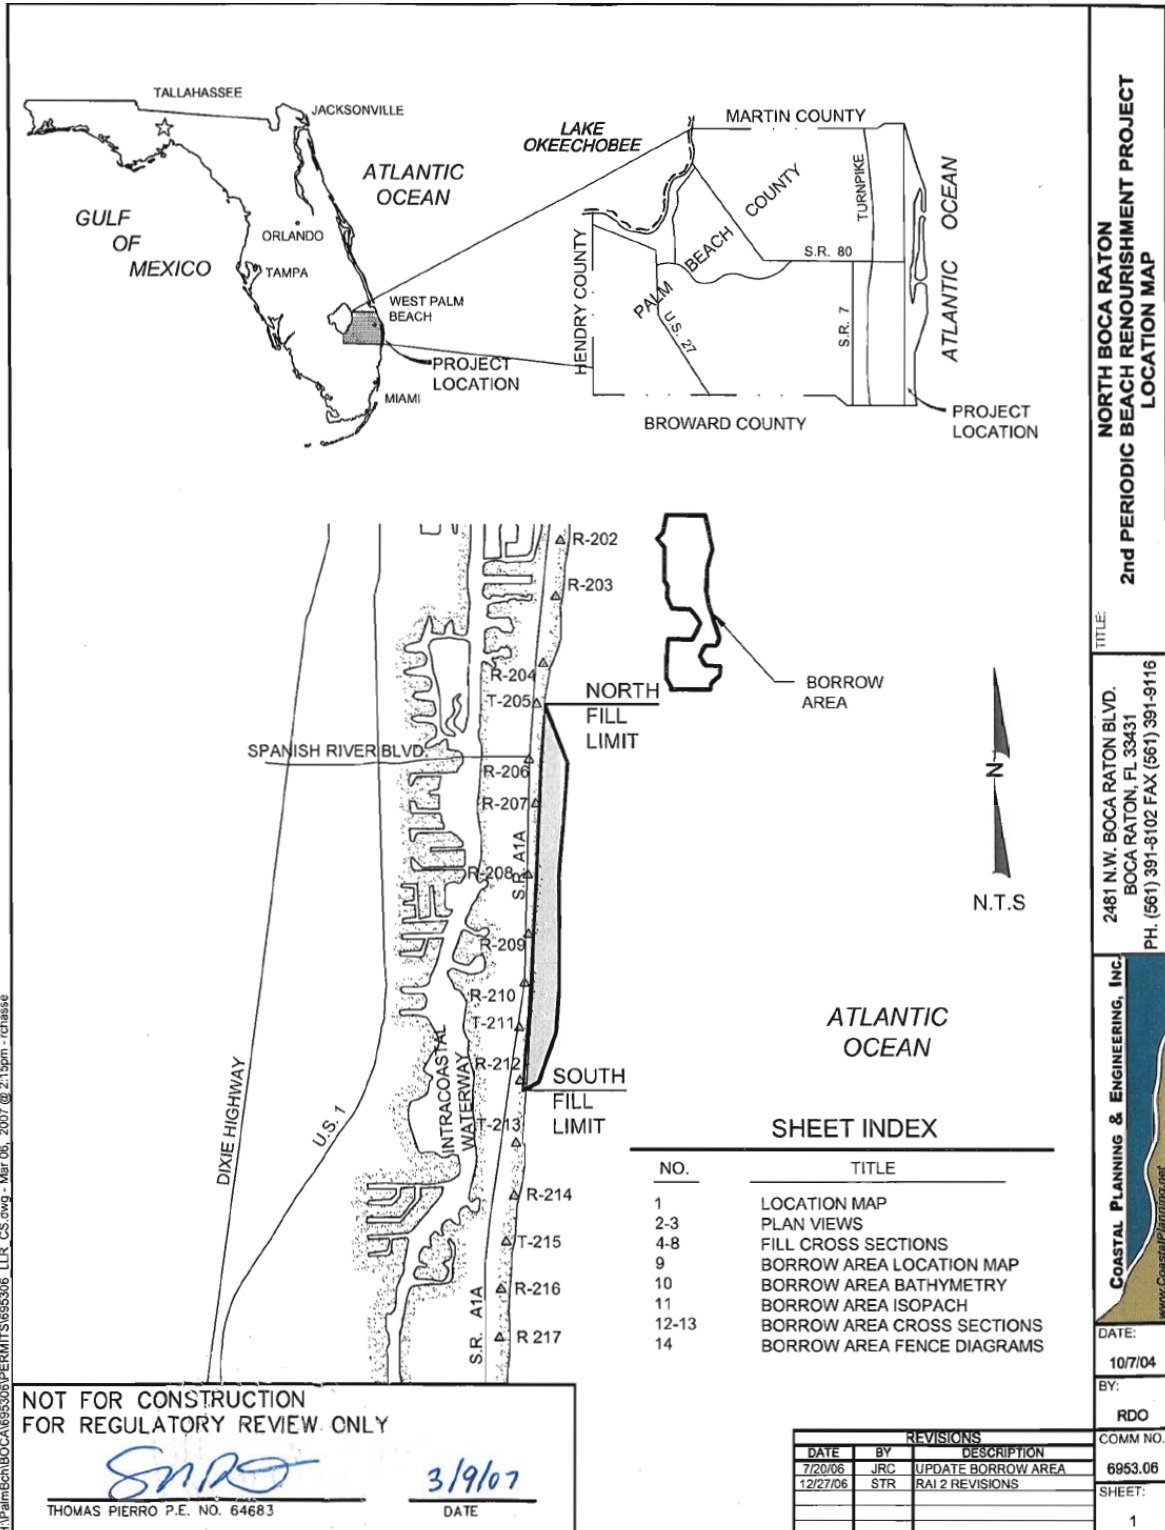 TALLAHASSEE
JACKSONVILLE
ATLANTIC
OCEAN
GULF
OF
MEXICO
ORLANDO
TAMPA
WEST PALM
BEACH
PROJECT
LOCATION
MIAMI
LAKE
OKEECHOBEE
MARTIN COUNTY
HENDRY COUNTY
PALM BEACH COUNTY
TURNPIKE
S.R. 80
U.S. 27
S.R. 7
ATLANTIC OCEAN
BROWARD COUNTY
PROJECT
LOCATION
R-202
R-203
R-204
T-205
NORTH
FILL
LIMIT
BORROW
AREA
SPANISH RIVER BLVD
R-206
R-207
S.R. A1A
R-208
R-209
R-210
T-211
R-212
SOUTH
FILL
LIMIT
T-213
R-214
T-215
R-216
R 217
S.R. A1A
DIXIE HIGHWAY
U.S. 1
INTRACOASTAL
WATERWAY
N
N.T.S
ATLANTIC
OCEAN
SHEET INDEX
NO. TITLE
1 LOCATION MAP
2-3 PLAN VIEWS
4-8 FILL CROSS SECTIONS
9 BORROW AREA LOCATION MAP
10 BORROW AREA BATHYMETRY
11 BORROW AREA ISOPACH
12-13 BORROW AREA CROSS SECTIONS
14 BORROW AREA FENCE DIAGRAMS
NOT FOR CONSTRUCTION
FOR REGULATORY REVIEW ONLY
3/9/07
THOMAS PIERRO P.E. NO. 64683 DATE
REVISIONS
DATE BY DESCRIPTION
7/20/06 JRC UPDATE BORROW AREA
12/27/06 STR RAI 2 REVISIONS
TITLE:
NORTH BOCA RATON
2nd PERIODIC BEACH RENOURISHMENT PROJECT
LOCATION MAP
2481 N.W. BOCA RATON BLVD.
BOCA RATON, FL 33431
PH. (561) 391-8102 FAX (561) 391-9116
COASTAL PLANNING & ENGINEERING, INC.
www.CoastalPlanning.net
DATE:
10/7/04
BY:
RDO
COMM NO.
6953.06
SHEET:
1